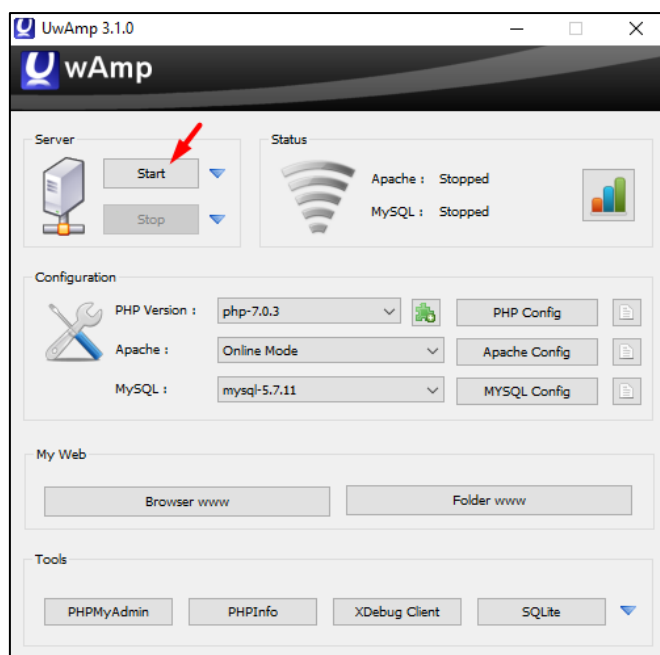 UwAmp 3.1.0
UwAmp
Server
Status
Start
Stop
Apache : Stopped
MySQL : Stopped
Configuration
PHP Version : php-7.0.3 PHP Config
Apache : Online Mode Apache Config
MySQL : mysql-5.7.11 MYSQL Config
My Web
Browser www Folder www
Tools
PHPMyAdmin PHPInfo XDebug Client SQLite